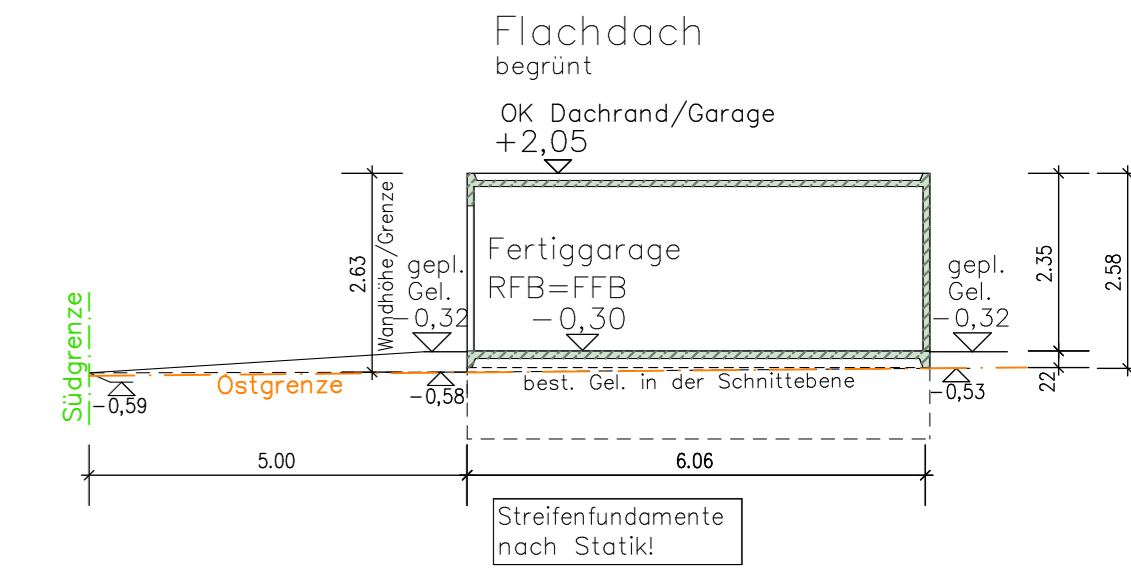 Flachdach
begrünt
OK Dachrand/Garage
+2,05
2.63
Wandhöhe/Grenze
gepl.
Gel.
-0,32
Fertiggarage
RFB=FFB
-0,30
gepl.
Gel.
-0,32
2.35
2.58
22
Südgrenze
-0,59
Ostgrenze
-0,58
best. Gel. in der Schnittebene
-0,53
5.00
6.06
Streifenfundamente
nach Statik!